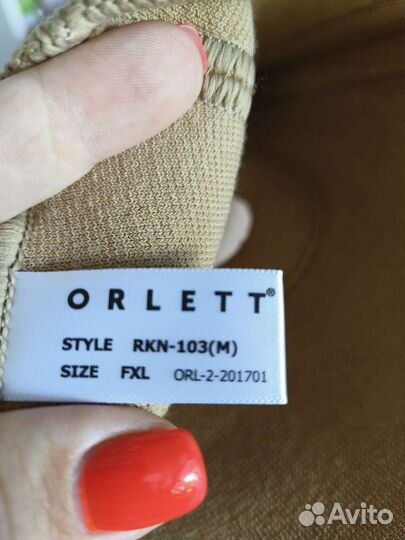 ORLETT®
STYLE RKN-103(M)
SIZE FXL ORL-2-201701
Avito